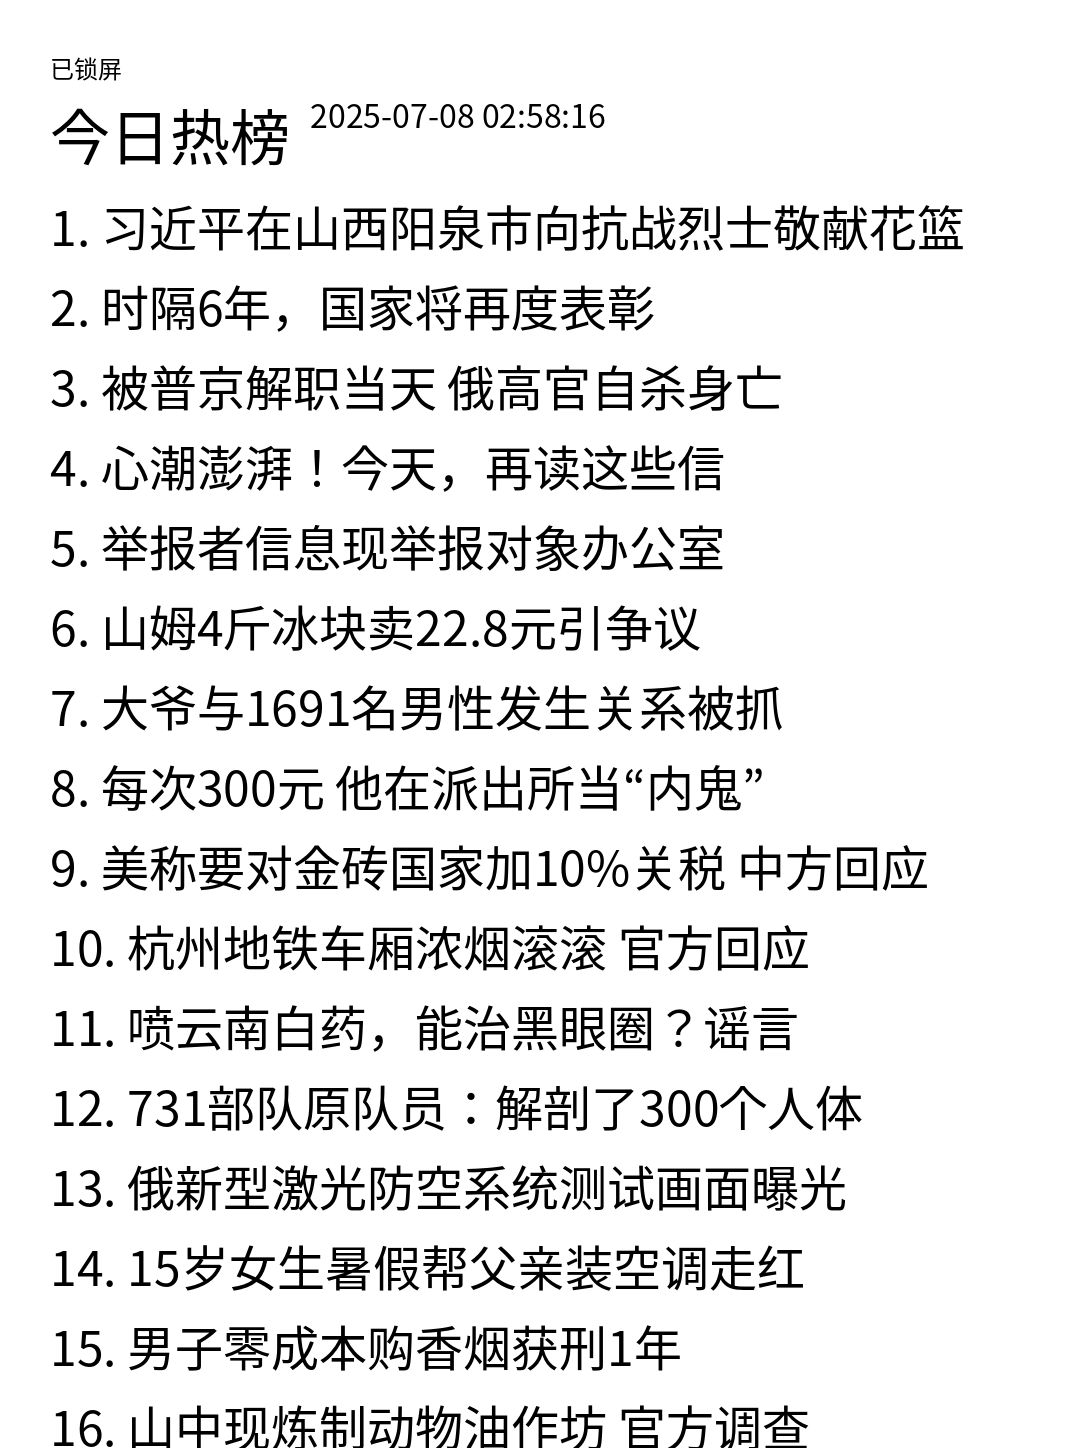 已锁屏
今日热榜 2025-07-08 02:58:16
1. 习近平在山西阳泉市向抗战烈士敬献花篮
2. 时隔6年，国家将再度表彰
3. 被普京解职当天 俄高官自杀身亡
4. 心潮澎湃！今天，再读这些信
5. 举报者信息现举报对象办公室
6. 山姆4斤冰块卖22.8元引争议
7. 大爷与1691名男性发生关系被抓
8. 每次300元 他在派出所当“内鬼”
9. 美称要对金砖国家加10%关税 中方回应
10. 杭州地铁车厢浓烟滚滚 官方回应
11. 喷云南白药，能治黑眼圈？谣言
12. 731部队原队员：解剖了300个人体
13. 俄新型激光防空系统测试画面曝光
14. 15岁女生暑假帮父亲装空调走红
15. 男子零成本购香烟获刑1年
16. 山中现炼制动物油作坊 官方调查